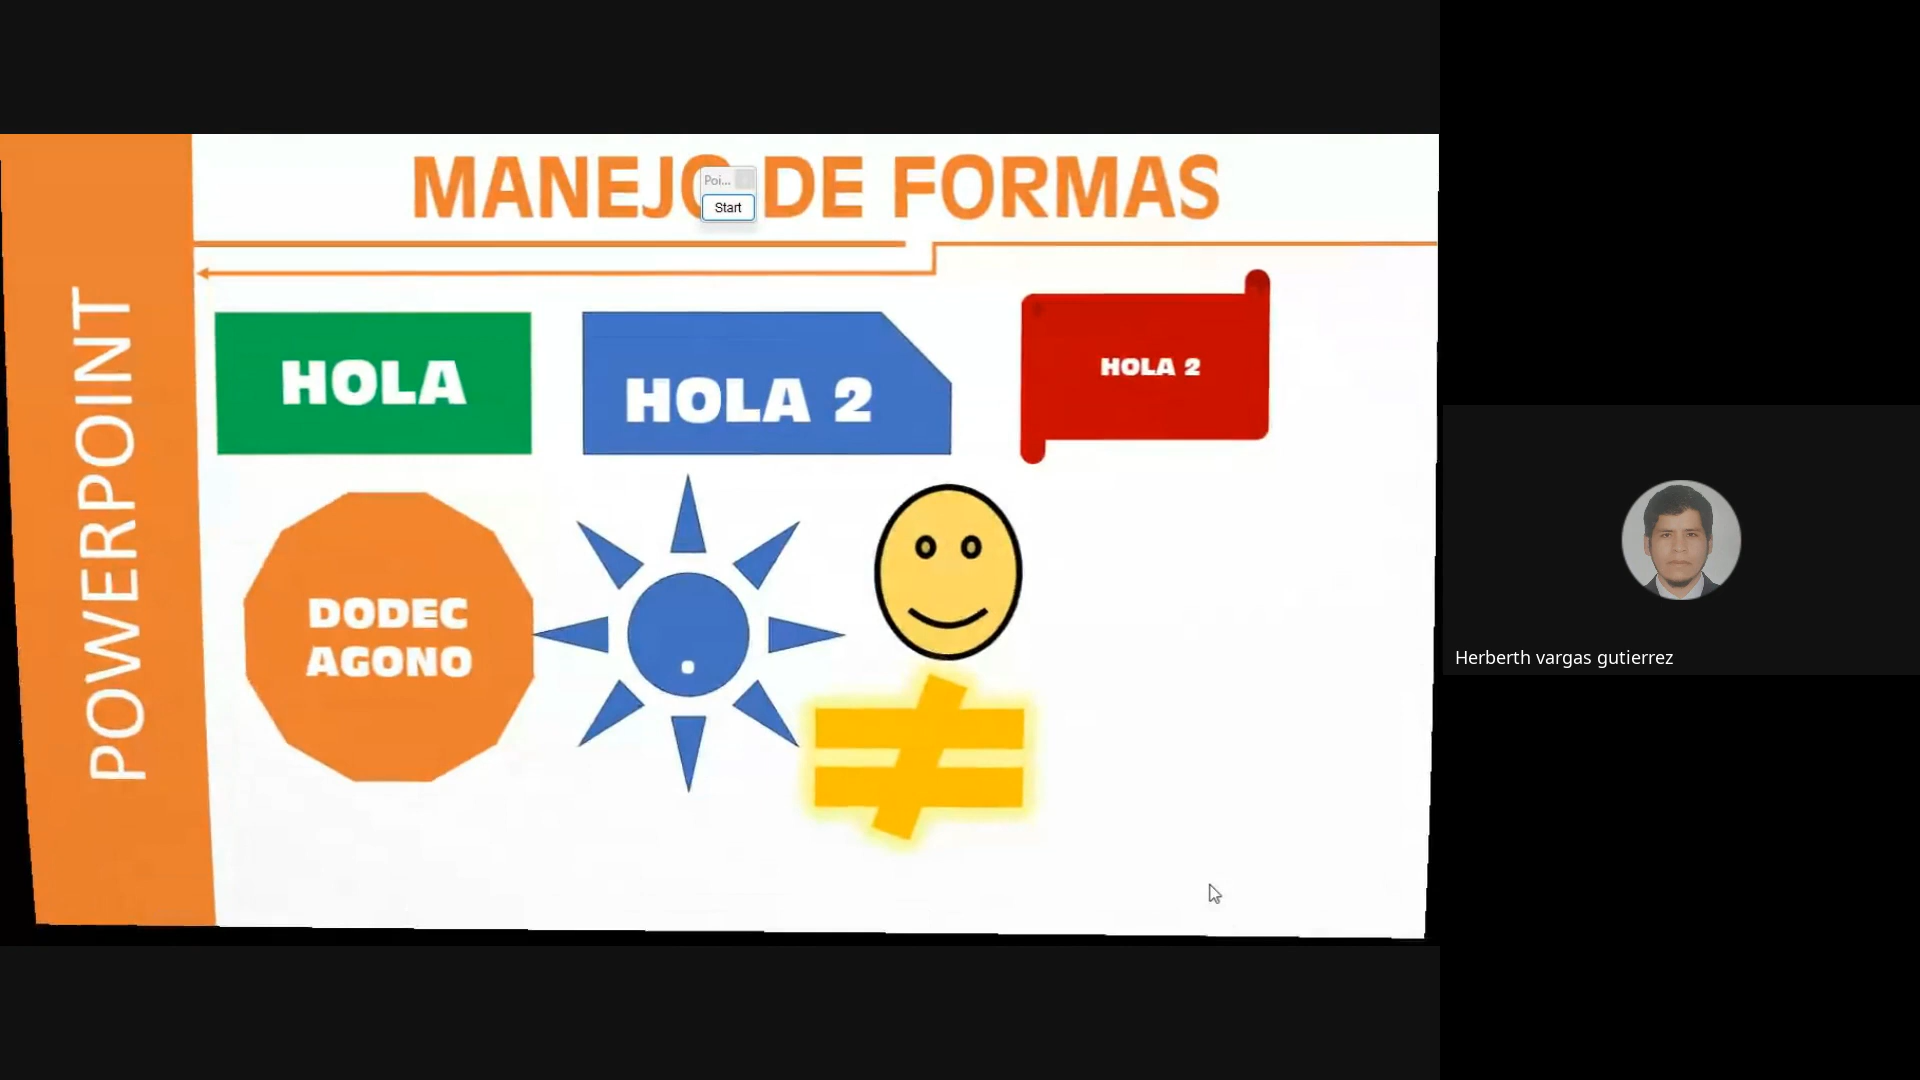 MANEJO DE FORMAS
Poi...
Start
POWERPOINT
HOLA
HOLA 2
HOLA 2
DODEC
AGONO
.
Herberth vargas gutierrez